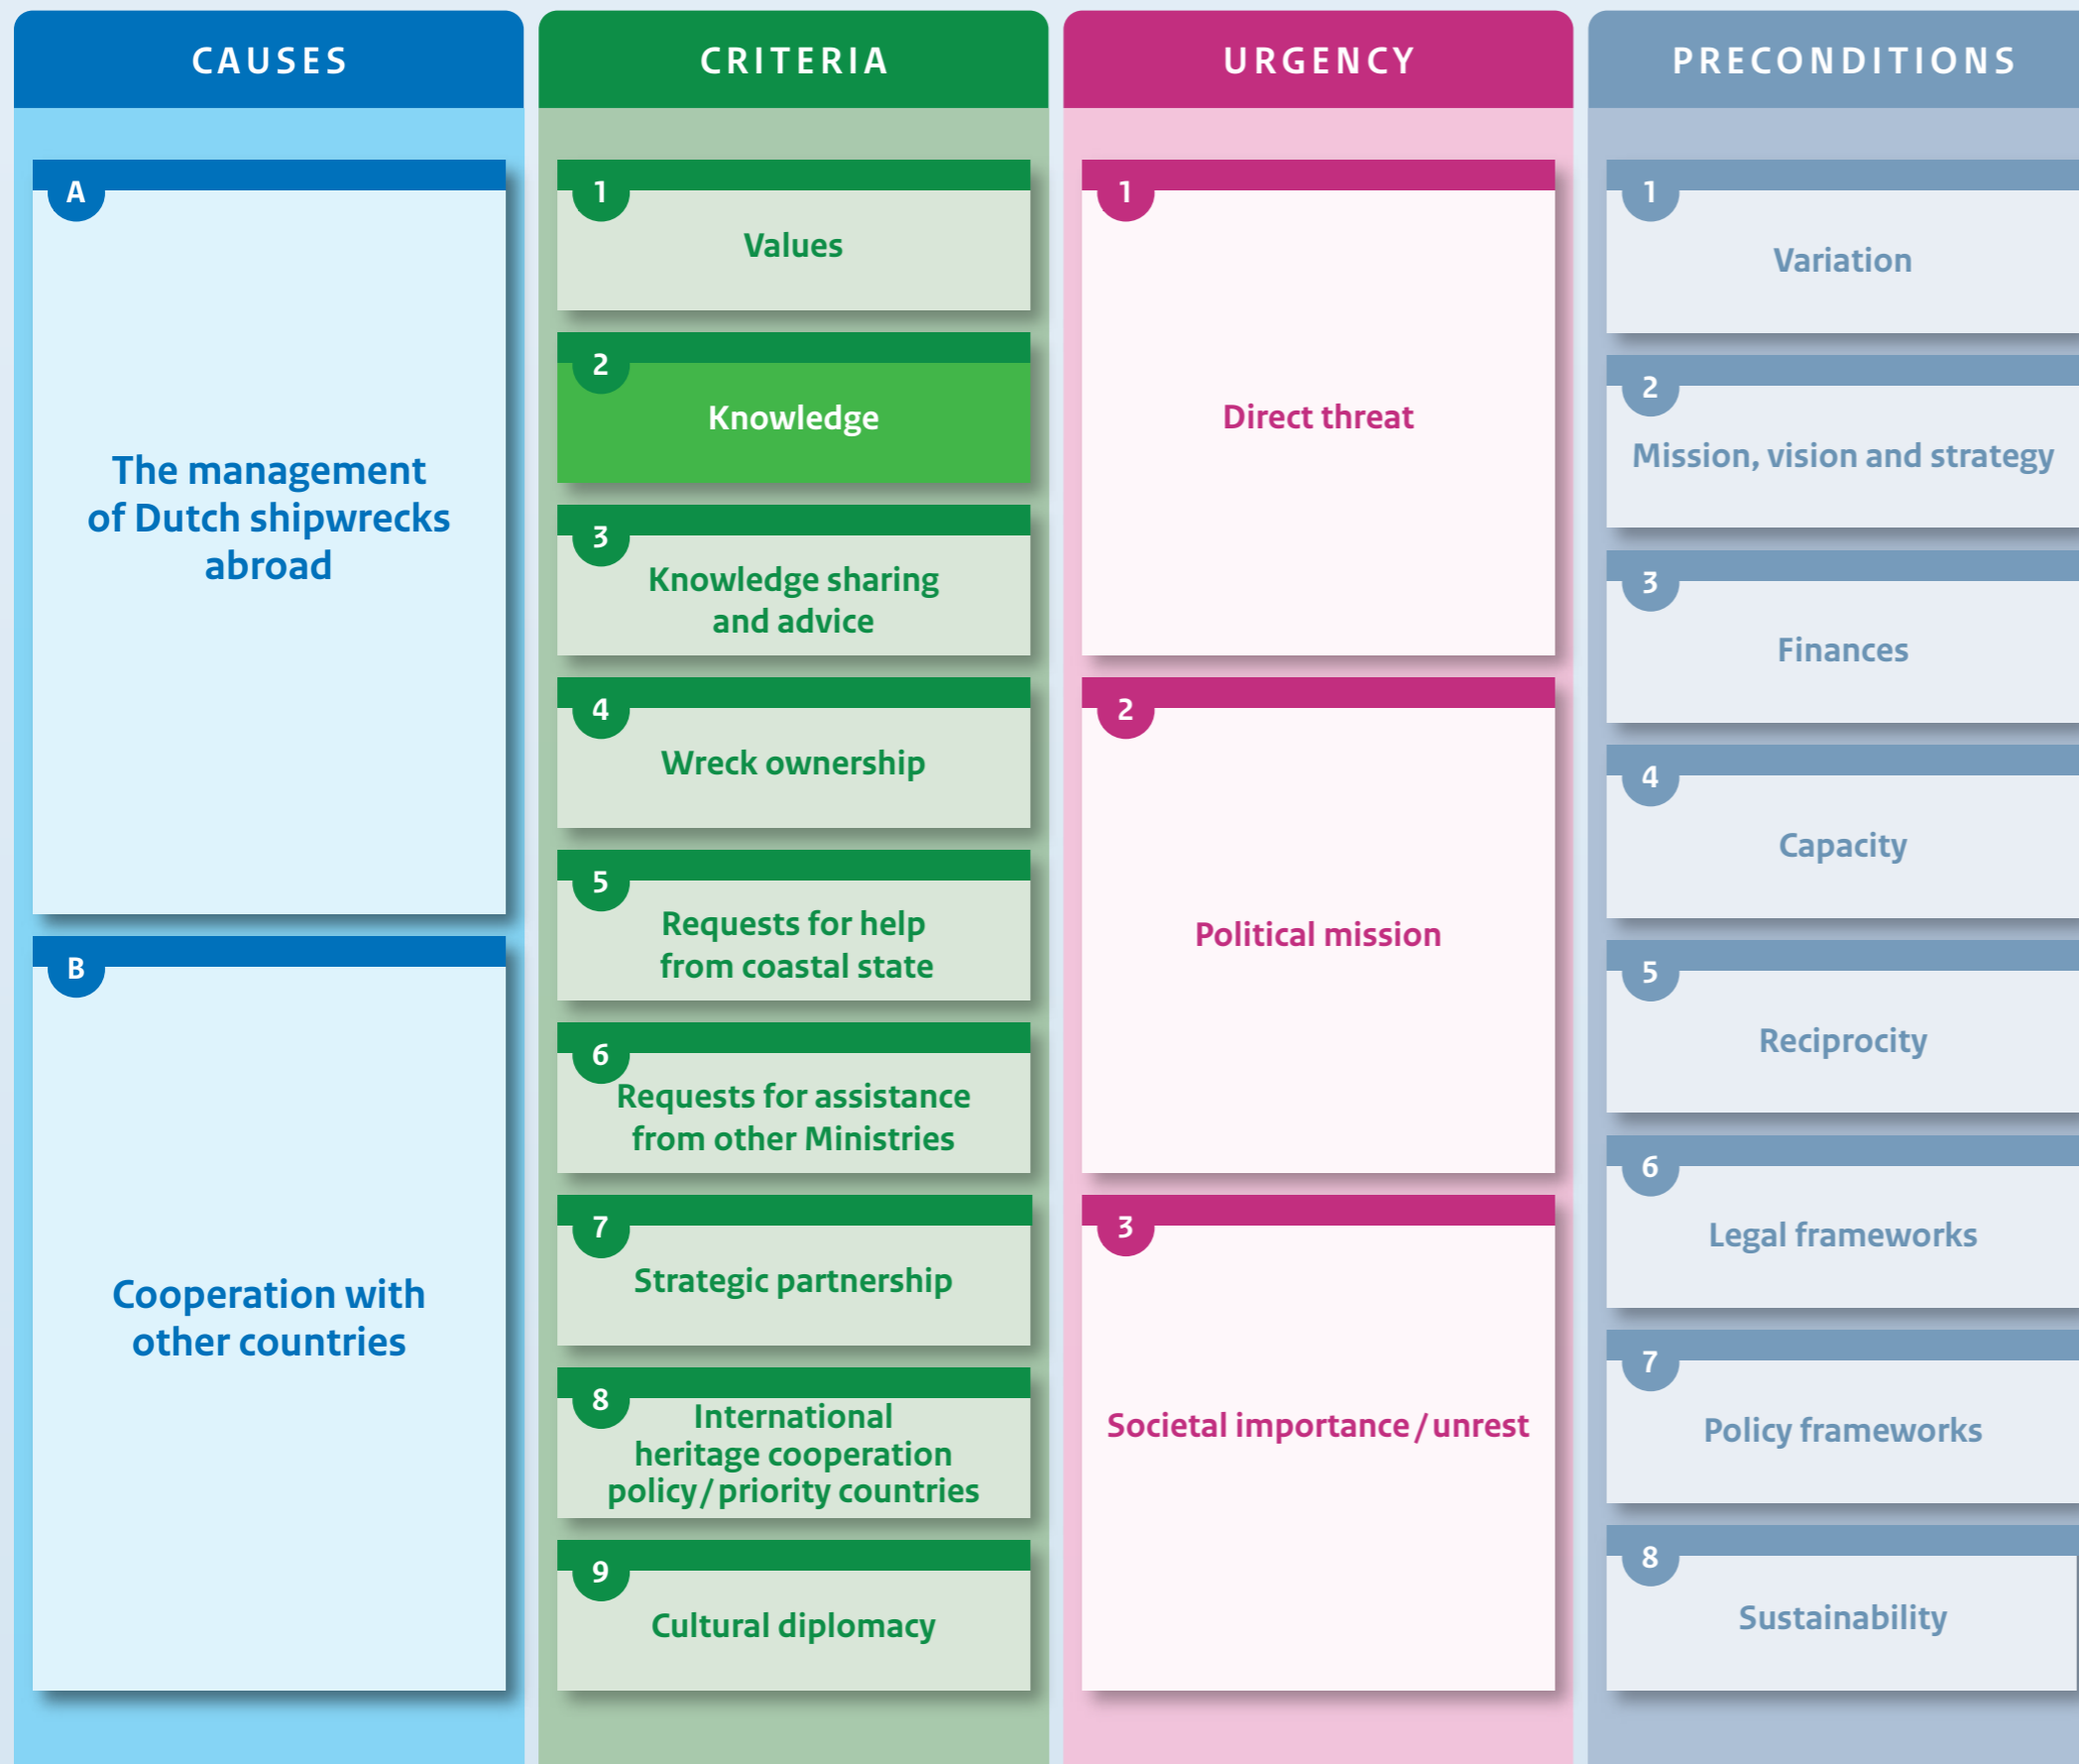 CAUSES
A
The management
of Dutch shipwrecks
abroad
B
Cooperation with
other countries
CRITERIA
1
Values
2
Knowledge
3
Knowledge sharing
and advice
4
Wreck ownership
5
Requests for help
from coastal state
6
Requests for assistance
from other Ministries
7
Strategic partnership
8
International
heritage cooperation
policy / priority countries
9
Cultural diplomacy
URGENCY
1
Direct threat
2
Political mission
3
Societal importance / unrest
PRECONDITIONS
1
Variation
2
Mission, vision and strategy
3
Finances
4
Capacity
5
Reciprocity
6
Legal frameworks
7
Policy frameworks
8
Sustainability